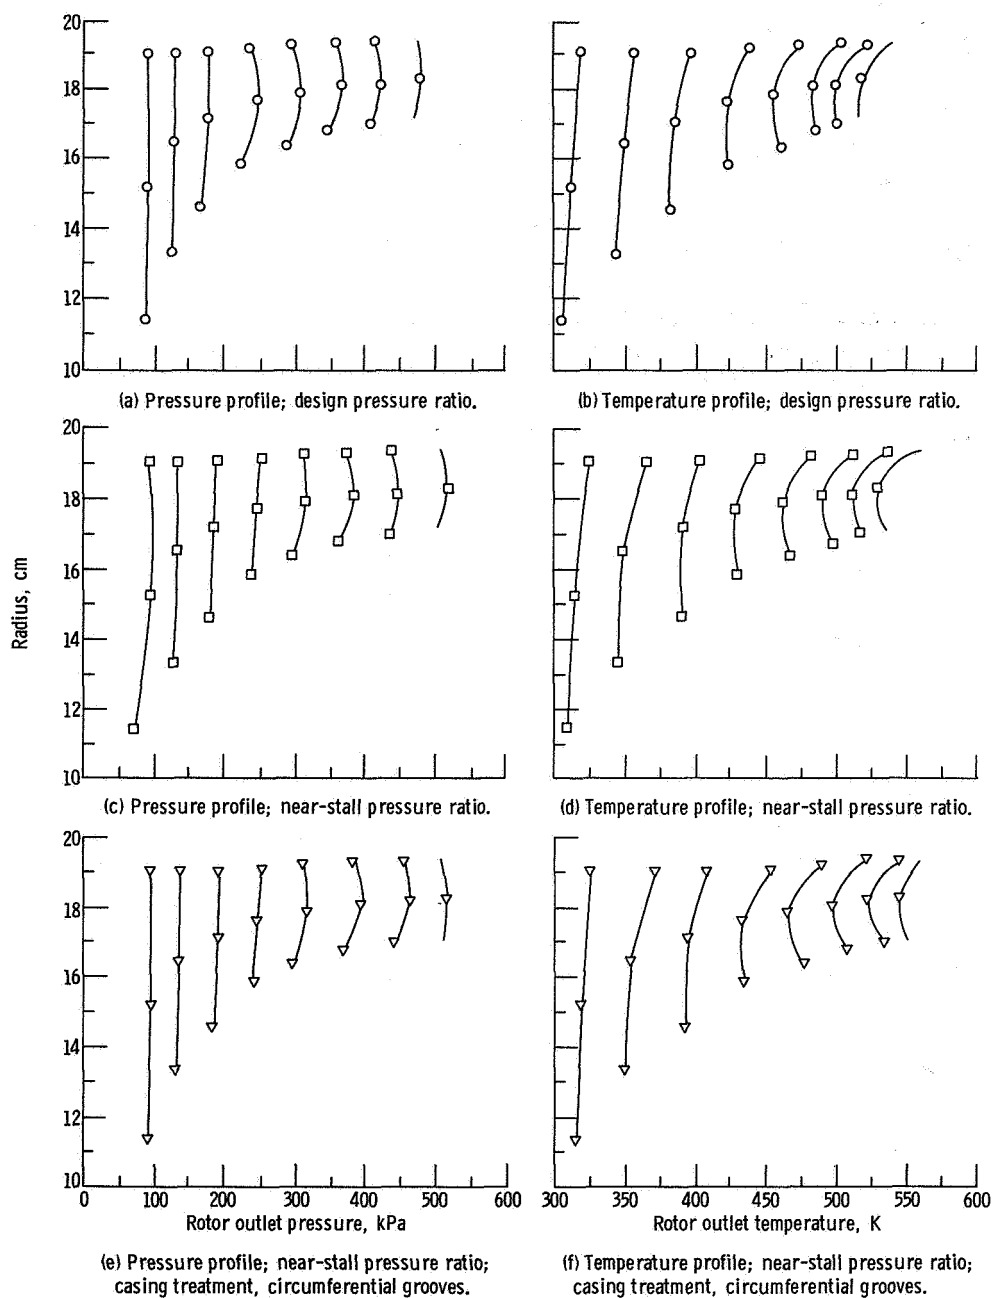 20
18
16
14
12
10
(a) Pressure profile; design pressure ratio.
(b) Temperature profile; design pressure ratio.
20
18
16
14
12
10
(c) Pressure profile; near-stall pressure ratio.
(d) Temperature profile; near-stall pressure ratio.
Radius, cm
20
18
16
14
12
10
0 100 200 300 400 500 600
Rotor outlet pressure, kPa
300 350 400 450 500 550 600
Rotor outlet temperature, K
(e) Pressure profile; near-stall pressure ratio;
casing treatment, circumferential grooves.
(f) Temperature profile; near-stall pressure ratio;
casing treatment, circumferential grooves.